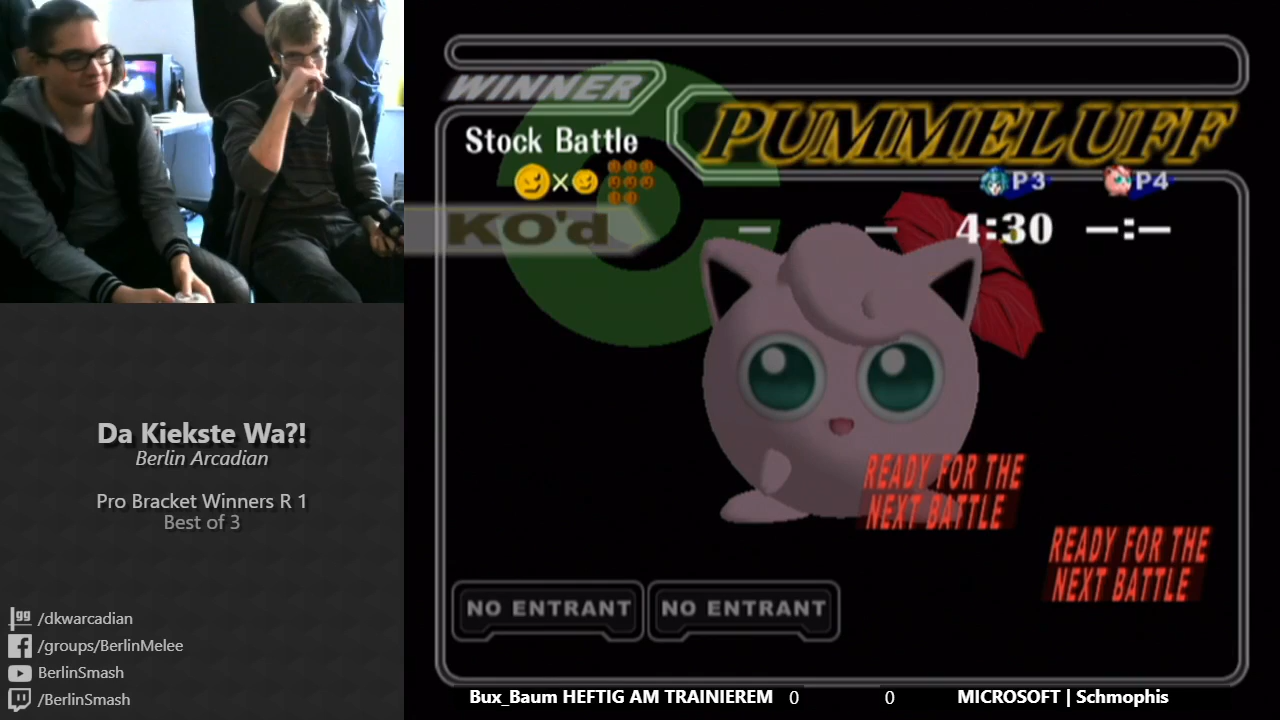 WINNER
PUMMELUFF
Stock Battle
×
P3 P4
KO'd
— — 4:30 —:—
READY FOR THE
NEXT BATTLE
READY FOR THE
NEXT BATTLE
NO ENTRANT NO ENTRANT
Da Kiekste Wa?!
Berlin Arcadian
Pro Bracket Winners R 1
Best of 3
gg /dkwarcadian
/groups/BerlinMelee
BerlinSmash
/BerlinSmash
Bux_Baum HEFTIG AM TRAINIEREM 0 0 MICROSOFT | Schmophis